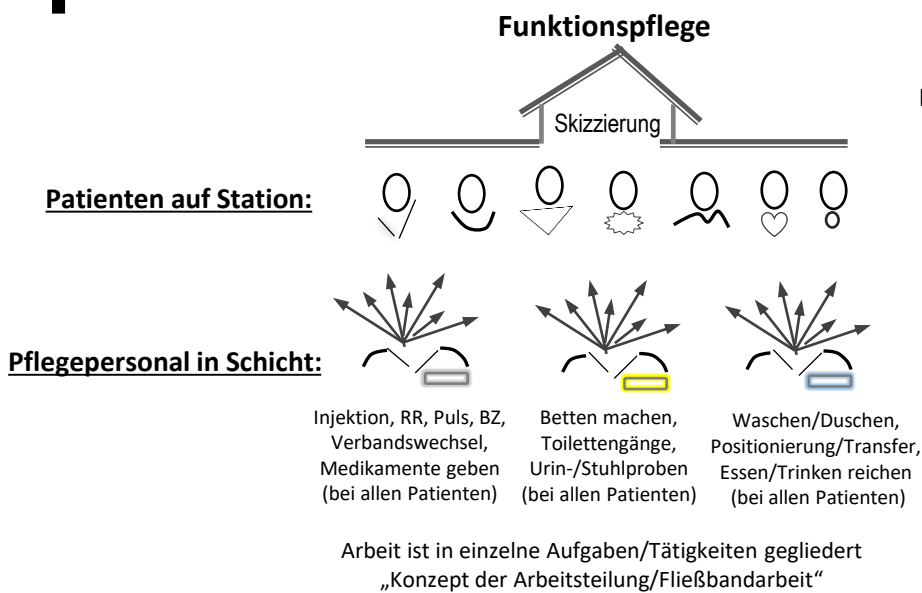 Funktionspflege
Skizzierung
Patienten auf Station:
Pflegepersonal in Schicht:
Injektion, RR, Puls, BZ,
Verbandswechsel,
Medikamente geben
(bei allen Patienten)
Betten machen,
Toilettengänge,
Urin-/Stuhlproben
(bei allen Patienten)
Waschen/Duschen,
Positionierung/Transfer,
Essen/Trinken reichen
(bei allen Patienten)
Arbeit ist in einzelne Aufgaben/Tätigkeiten gegliedert
„Konzept der Arbeitsteilung/Fließbandarbeit“